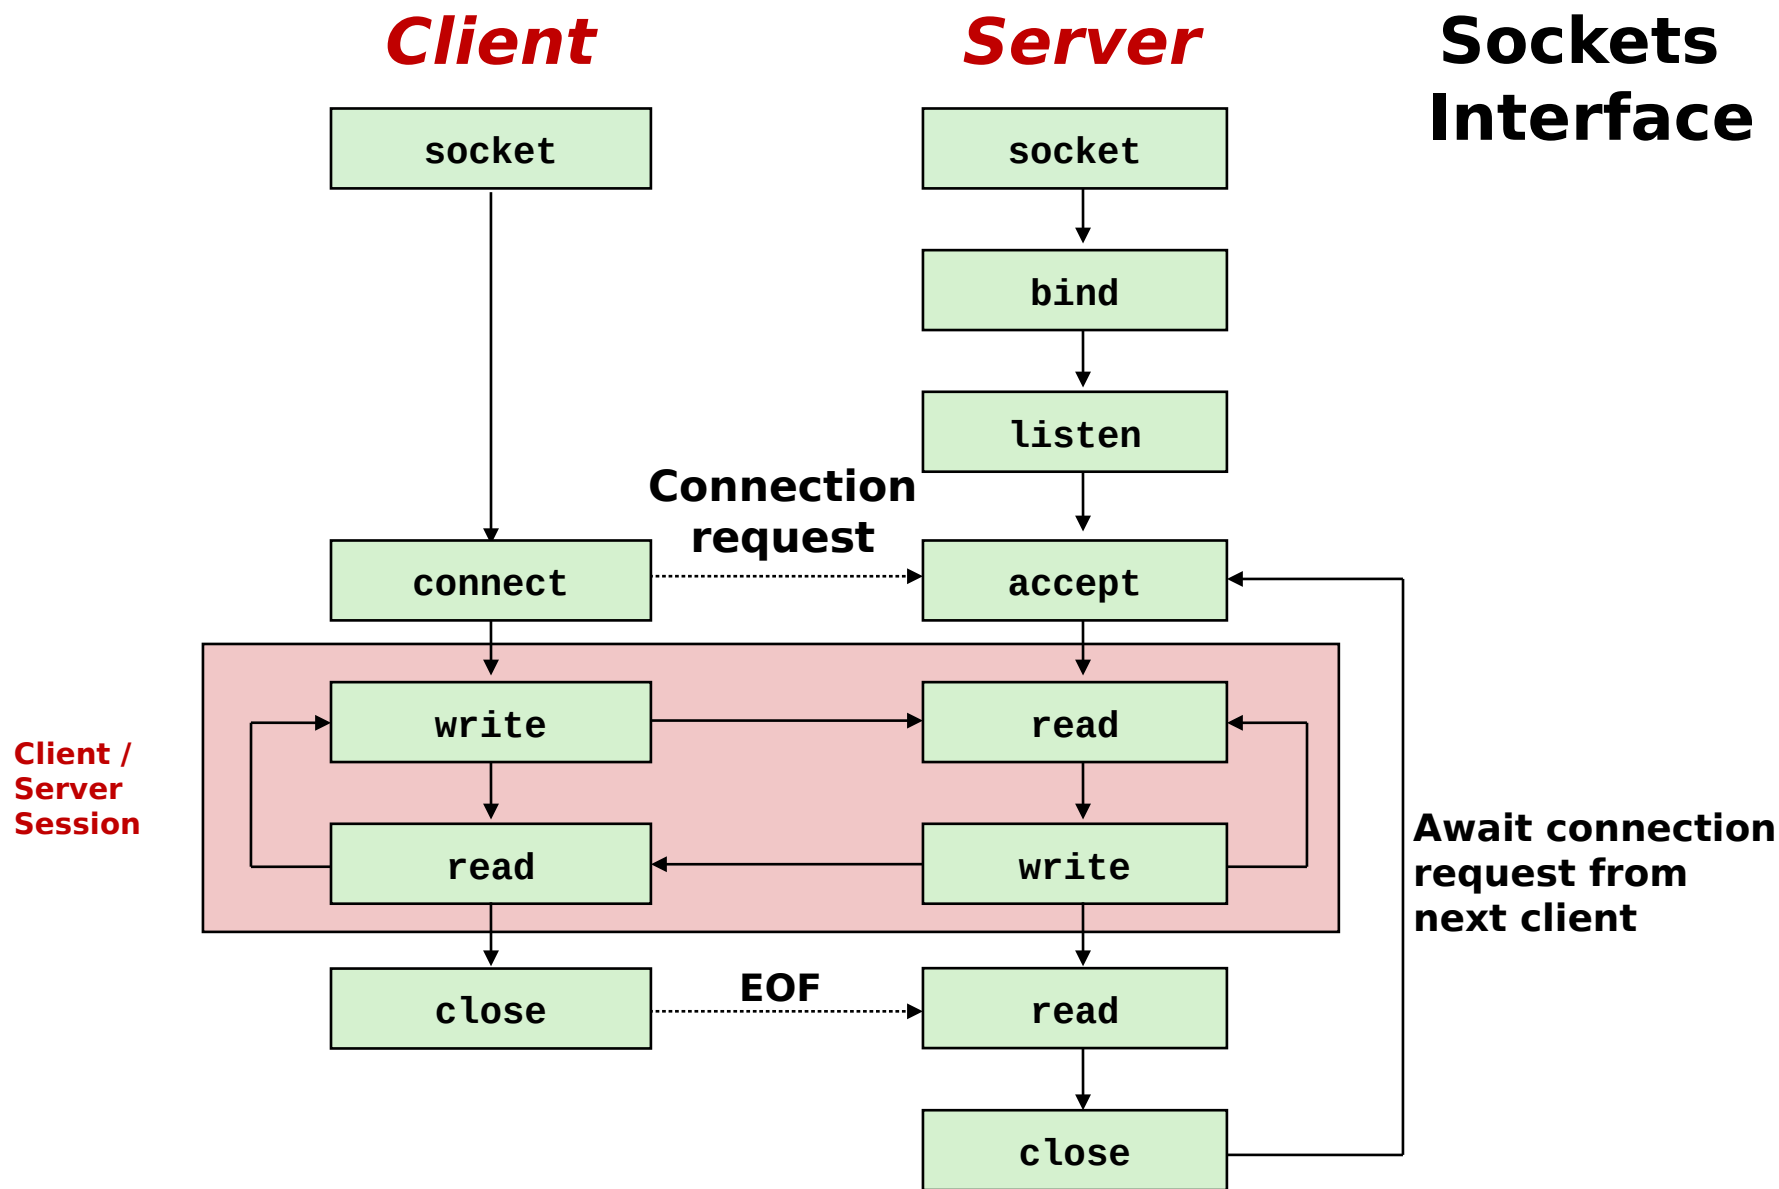 Client
Server
Sockets
Interface
socket
socket
bind
listen
Connection
request
connect
accept
Client /
Server
Session
write
read
read
write
Await connection
request from
next client
close
EOF
read
close